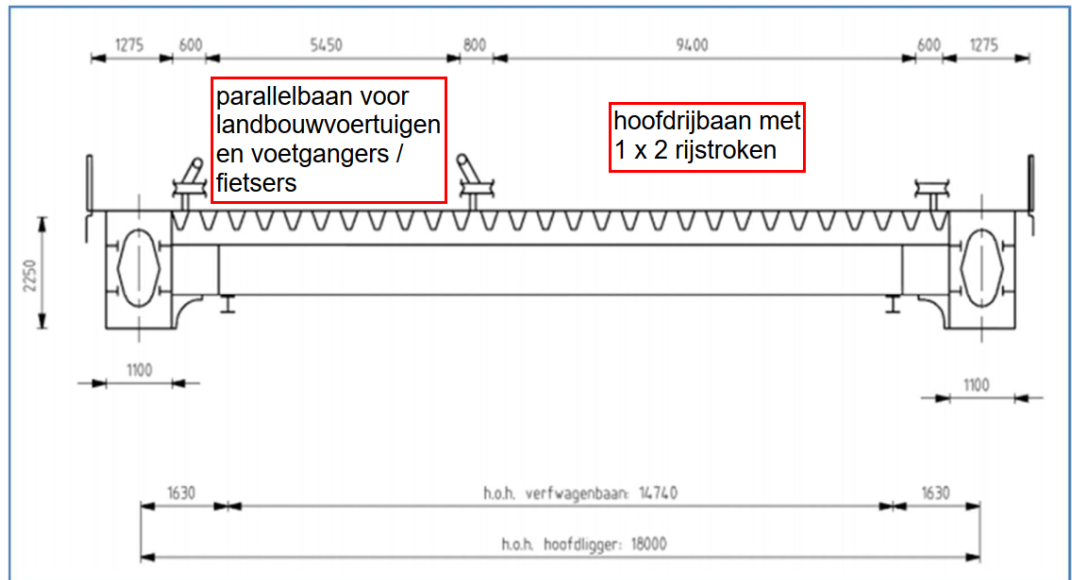 1275 600 5450 800 9400 600 1275
parallelbaan voor
landbouwvoertuigen
en voetgangers /
fietsers
hoofdrijbaan met
1 x 2 rijstroken
2250
1100
1100
1630 h.o.h. verfwagenbaan: 14740 1630
h.o.h. hoofdligger: 18000